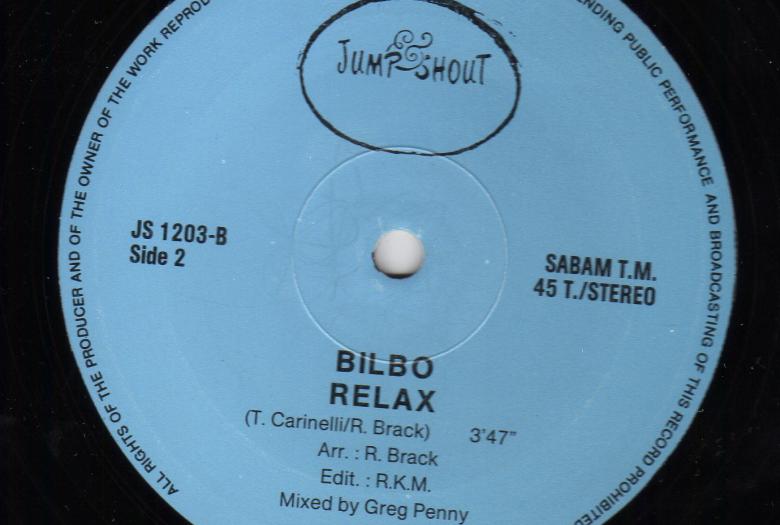 JUMP & SHOUT
JS 1203-B
Side 2
SABAM T.M.
45 T./STEREO
BILBO
RELAX
(T. Carinelli/R. Brack) 3'47"
Arr. : R. Brack
Edit. : R.K.M.
Mixed by Greg Penny
ALL RIGHTS OF THE PRODUCER AND OF THE OWNER OF THE WORK
PUBLIC PERFORMANCE AND BROADCASTING OF THIS RECORD PROHIBITED